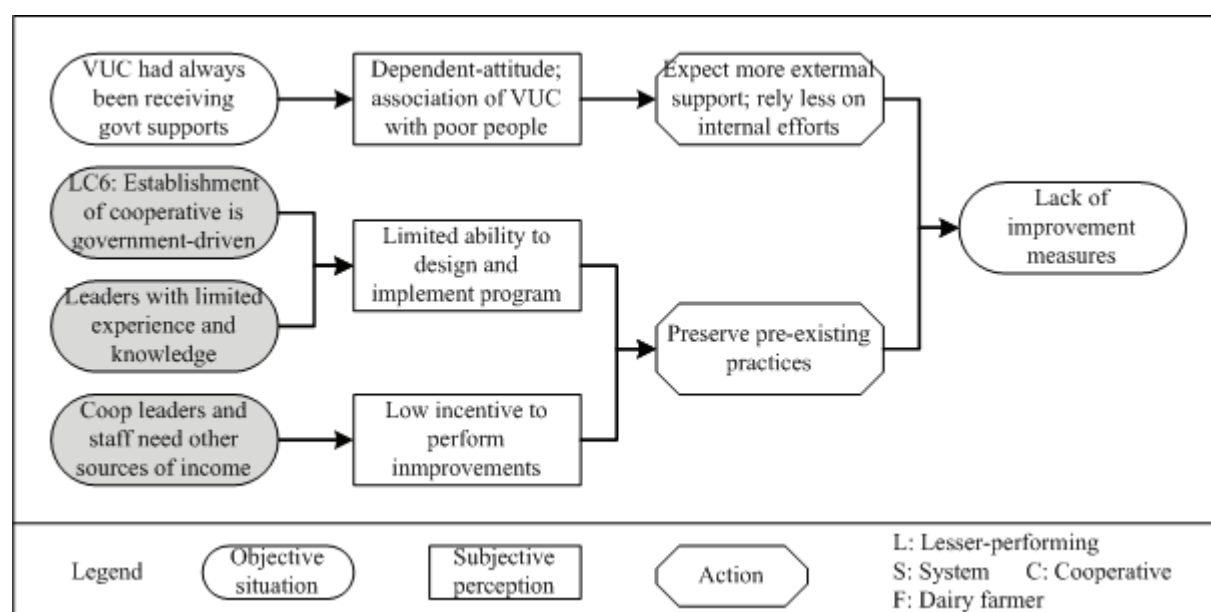 VUC had always
been receiving
govt supports
Dependent-attitude;
association of VUC
with poor people
Expect more extermal
support; rely less on
internal efforts
LC6: Establishment
of cooperative is
government-driven
Leaders with limited
experience and
knowledge
Limited ability to
design and
implement program
Preserve pre-existing
practices
Lack of
improvement
measures
Coop leaders and
staff need other
sources of income
Low incentive to
perform
inmprovements
Legend
Objective
situation
Subjective
perception
Action
L: Lesser-performing
S: System C: Cooperative
F: Dairy farmer